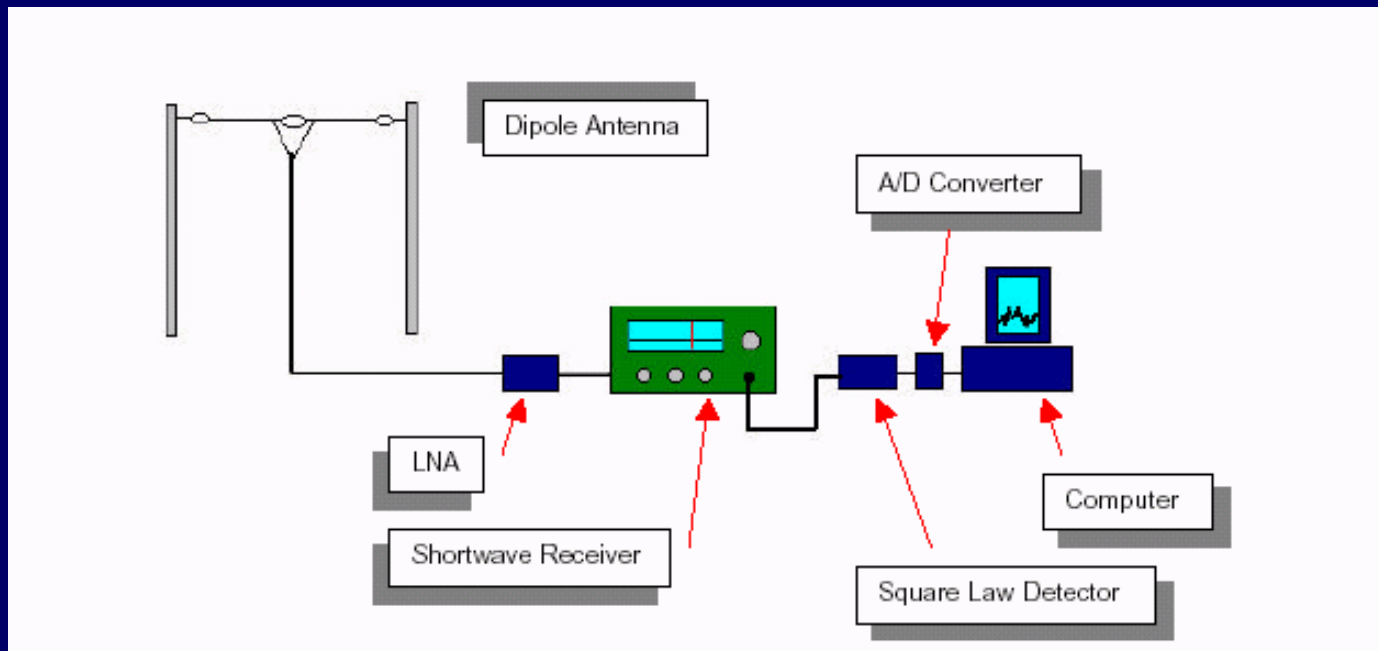 Dipole Antenna
A/D Converter
LNA
Shortwave Receiver
Computer
Square Law Detector